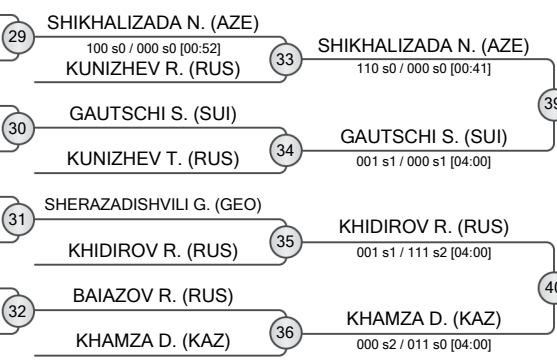 29
SHIKHALIZADA N. (AZE)
100 s0 / 000 s0 [00:52]
KUNIZHEV R. (RUS)
33
SHIKHALIZADA N. (AZE)
110 s0 / 000 s0 [00:41]
39
30
GAUTSCHI S. (SUI)
KUNIZHEV T. (RUS)
34
GAUTSCHI S. (SUI)
001 s1 / 000 s1 [04:00]
31
SHERAZADISHVILI G. (GEO)
KHIDIROV R. (RUS)
35
KHIDIROV R. (RUS)
001 s1 / 111 s2 [04:00]
40
32
BAIAZOV R. (RUS)
KHAMZA D. (KAZ)
36
KHAMZA D. (KAZ)
000 s2 / 011 s0 [04:00]